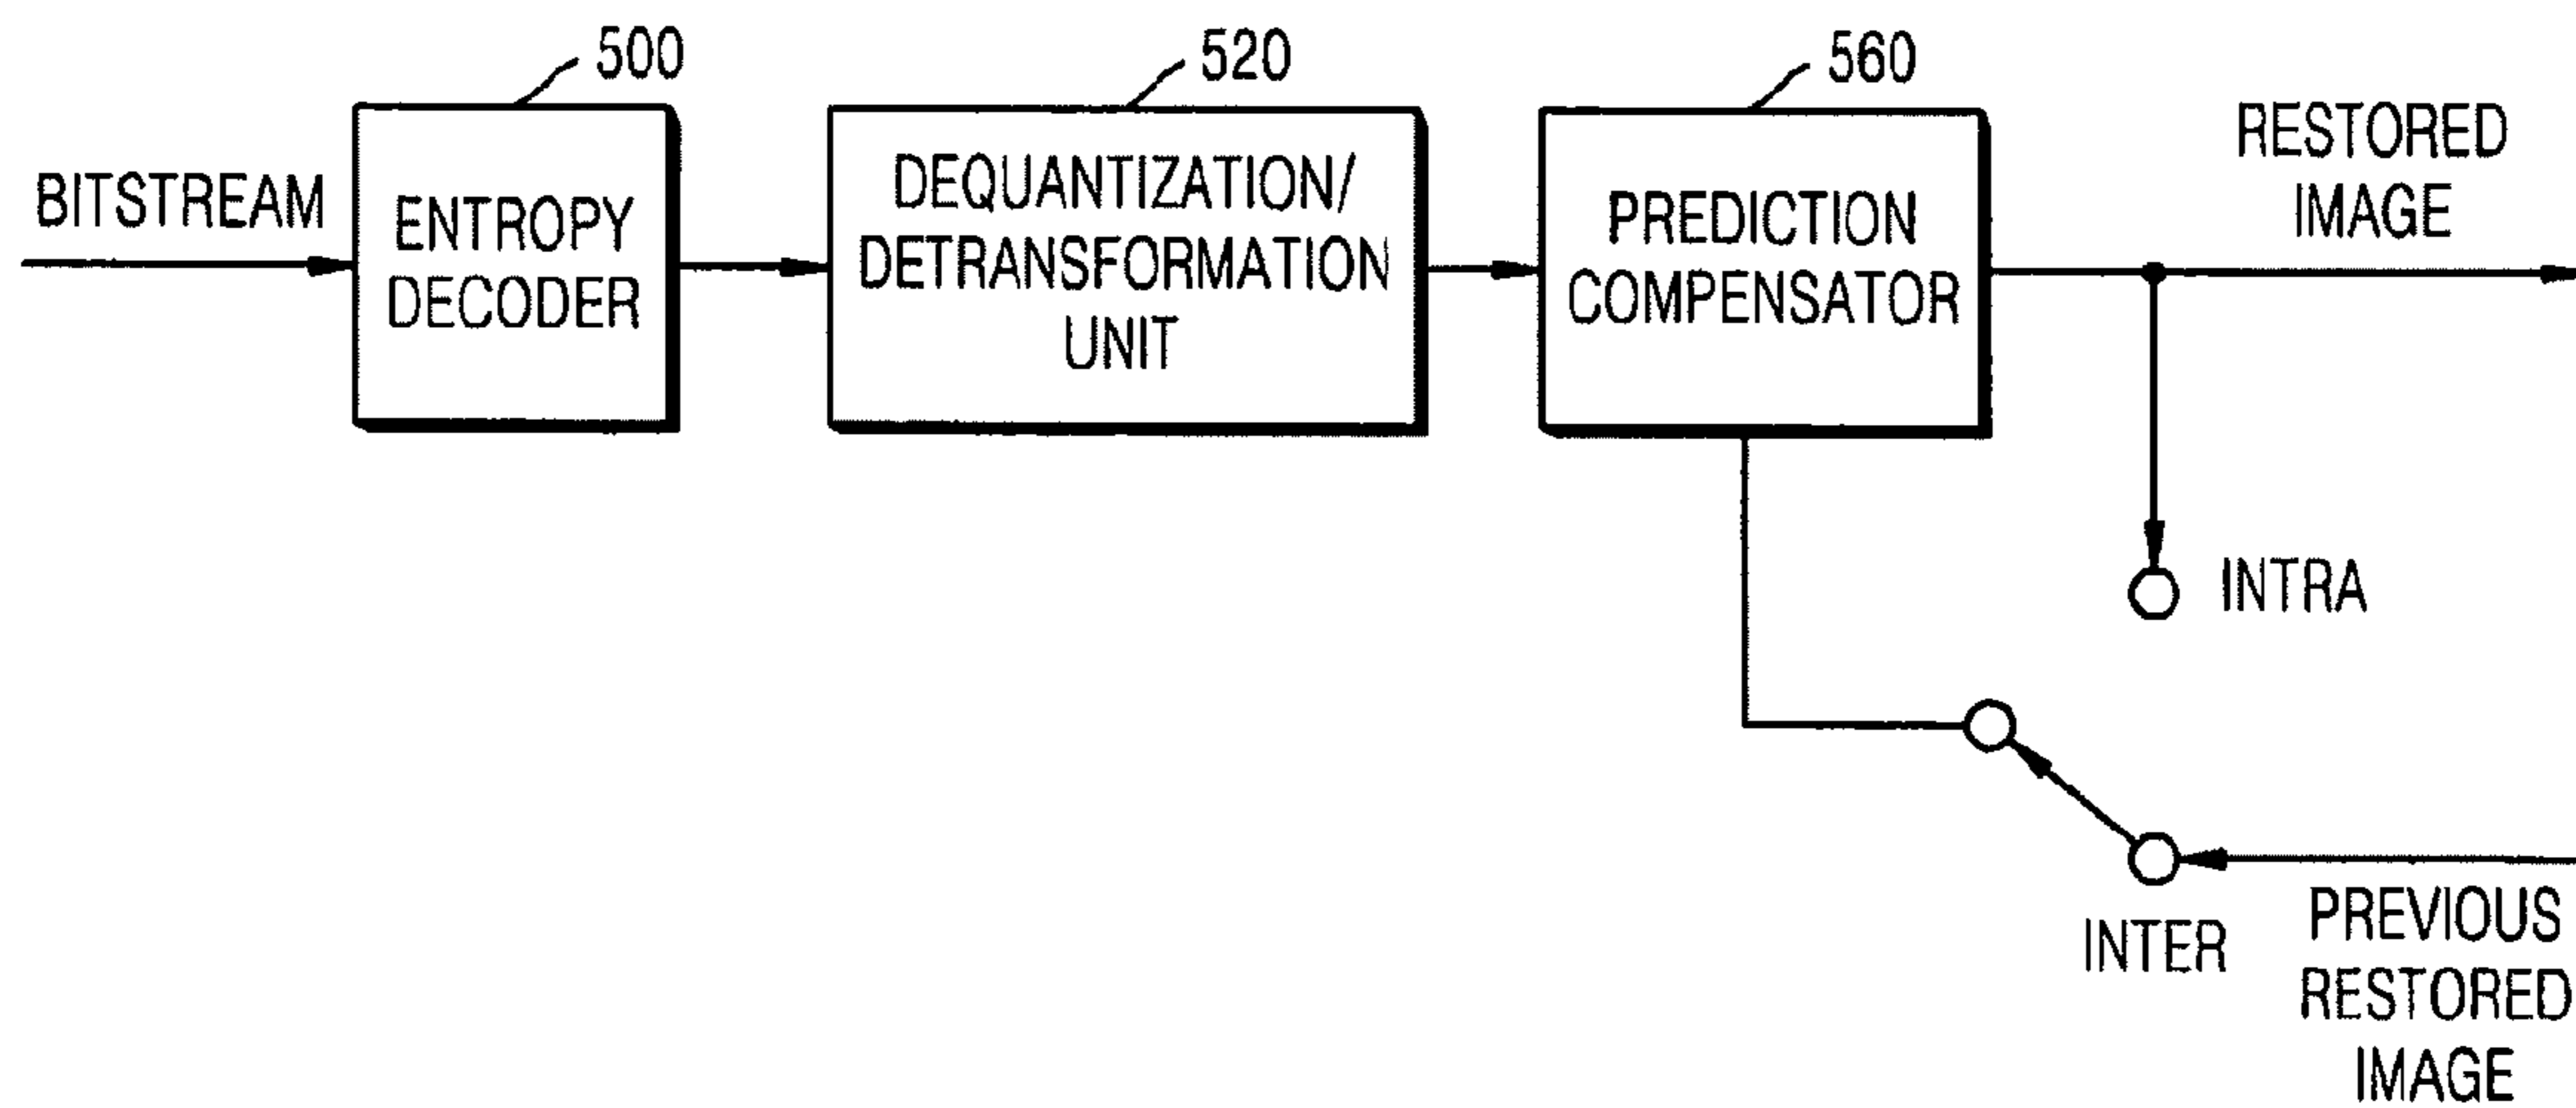 500
520
560
BITSTREAM
ENTROPY
DECODER
DEQUANTIZATION/
DETRANSFORMATION
UNIT
PREDICTION
COMPENSATOR
RESTORED
IMAGE
INTRA
INTER
PREVIOUS
RESTORED
IMAGE